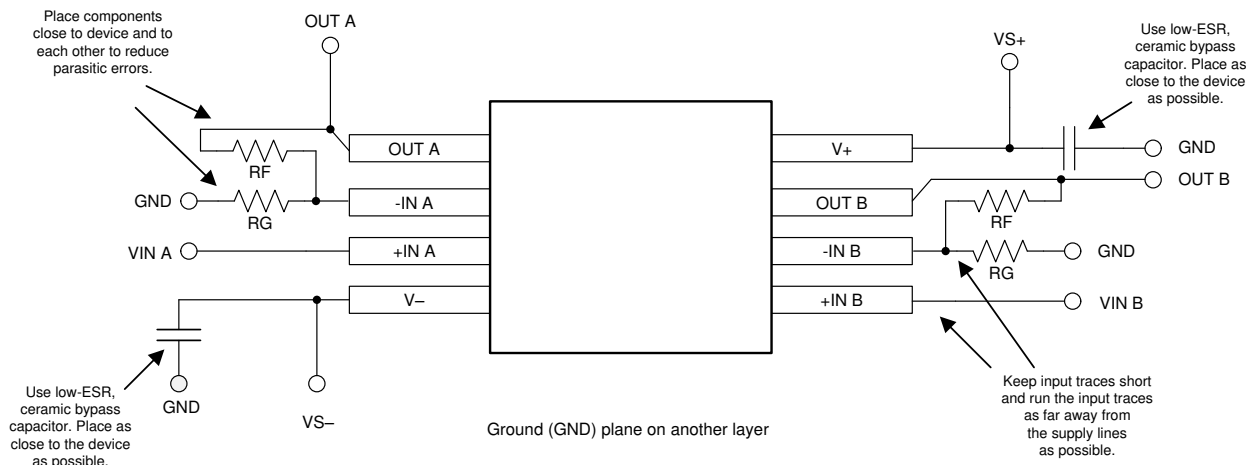 Place components
close to device and to
each other to reduce
parasitic errors.
OUT A
VS+
Use low-ESR,
ceramic bypass
capacitor. Place as
close to the device
as possible.
OUT A
RF
V+
GND
OUT B
GND
RG
-IN A
OUT B
RF
VIN A
+IN A
-IN B
RG
GND
V–
+IN B
VIN B
Use low-ESR,
ceramic bypass
capacitor. Place as
close to the device
as possible.
GND
VS–
Ground (GND) plane on another layer
Keep input traces short
and run the input traces
as far away from
the supply lines
as possible.